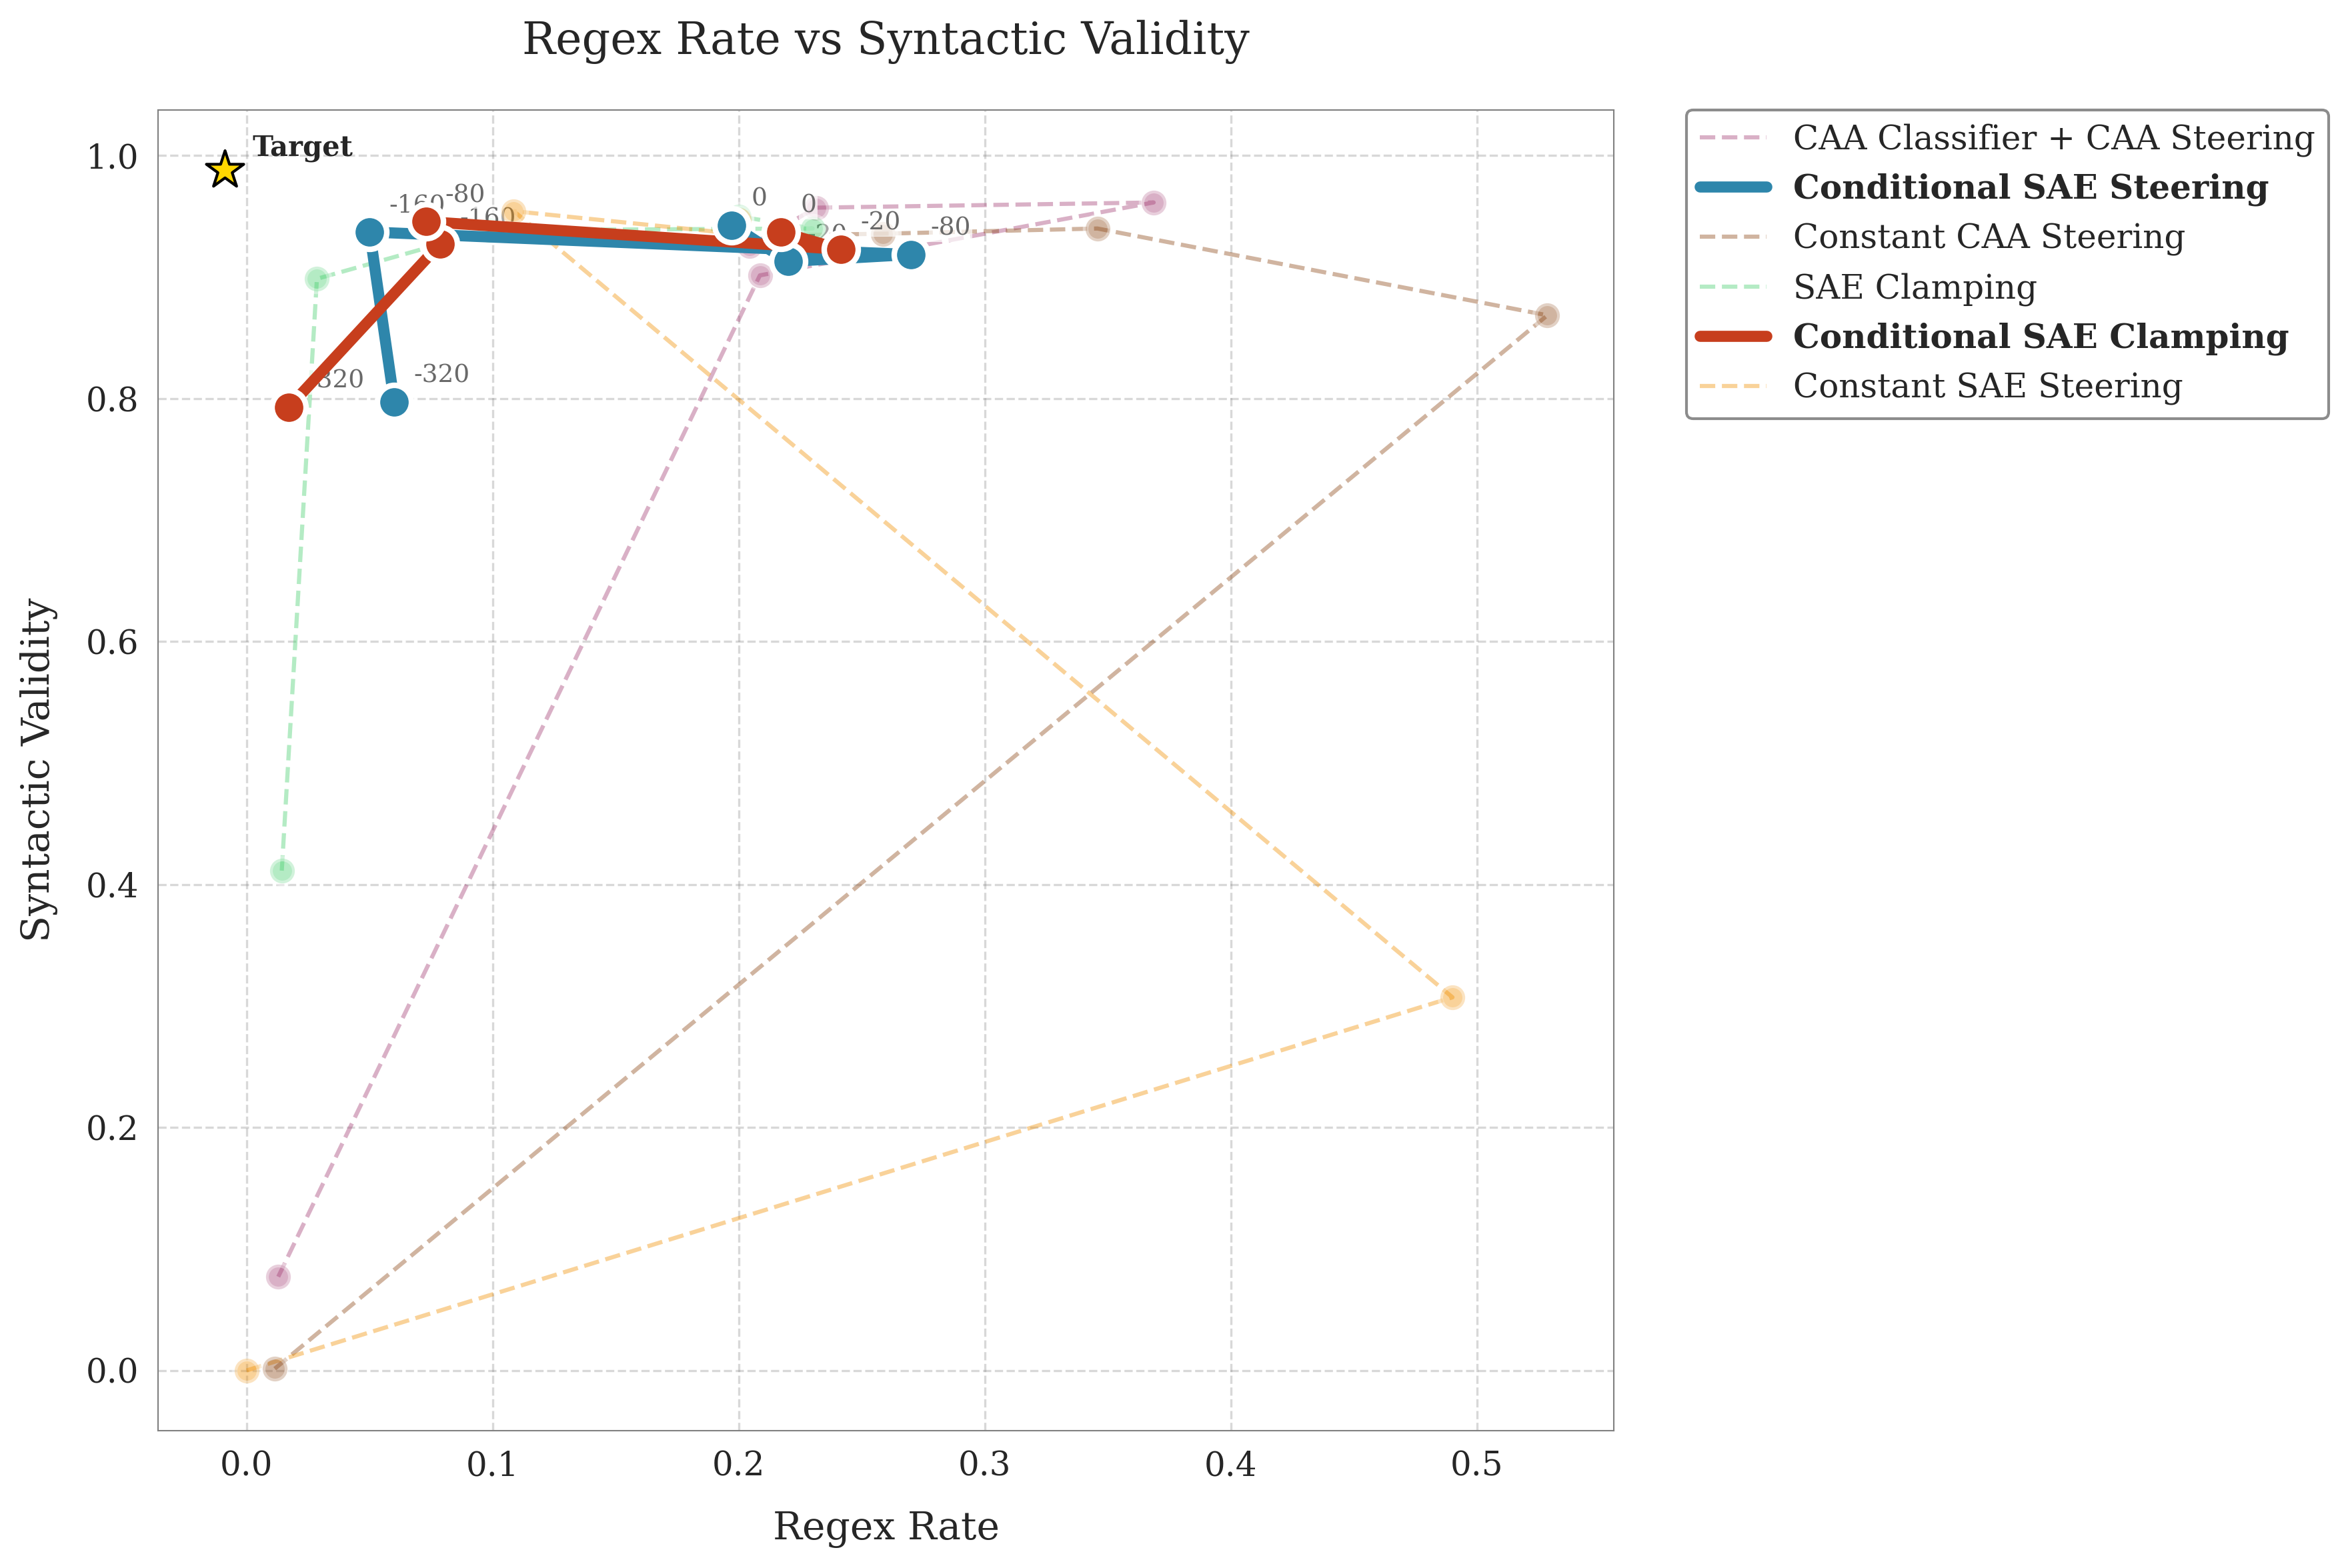 Regex Rate vs Syntactic Validity
Target
CAA Classifier + CAA Steering
Conditional SAE Steering
Constant CAA Steering
SAE Clamping
Conditional SAE Clamping
Constant SAE Steering
-160
-80
-160
0
0
-20
-80
-320
Syntactic Validity
1.0
0.8
0.6
0.4
0.2
0.0
0.0
0.1
0.2
0.3
0.4
0.5
Regex Rate